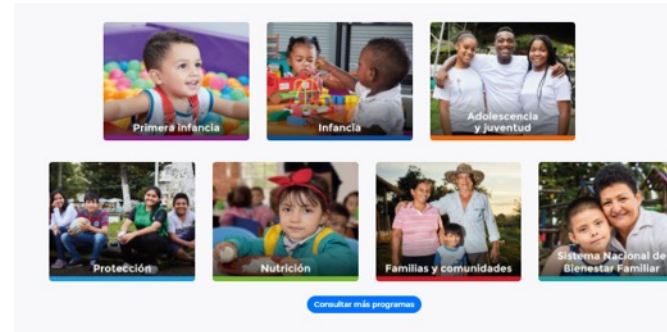 Primera infancia
Infancia
Adolescencia
y juventud
Protección
Nutrición
Familias y comunidades
Sistema Nacional de
Bienestar Familiar
Consultar más programas